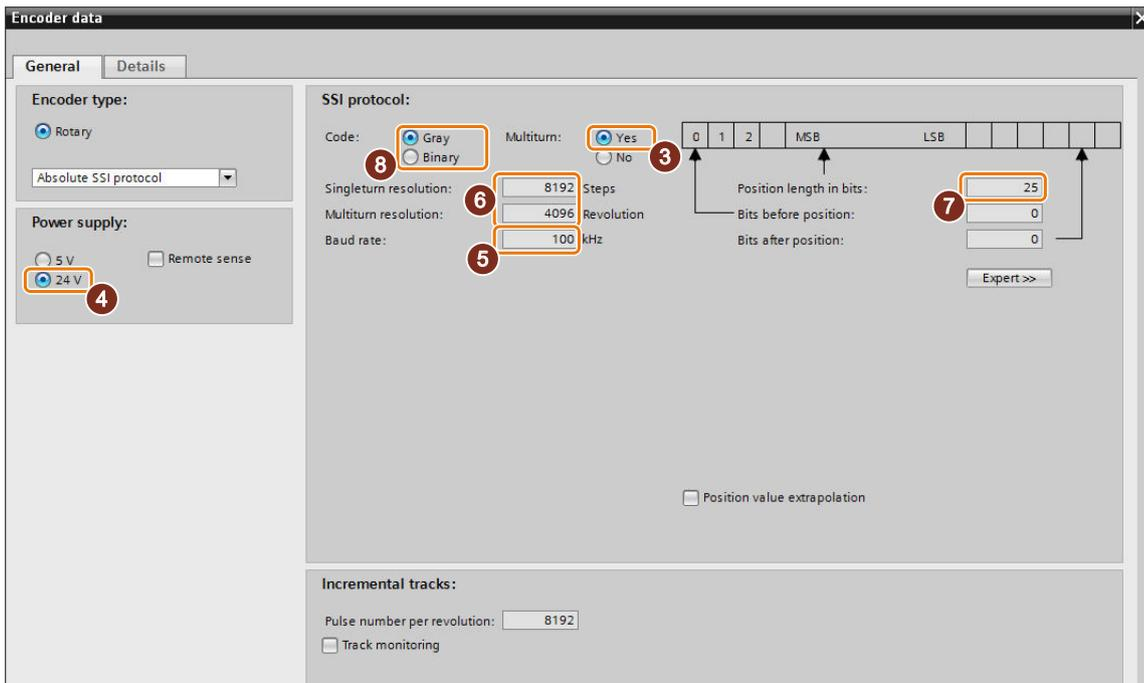 Encoder data
General Details
Encoder type:
Rotary
Absolute SSI protocol
Power supply:
5 V Remote sense
24 V
4
SSI protocol:
Code: Gray Multiturn: Yes 0 1 2 MSB LSB
8 Binary No 3
Singleturn resolution: 8192 Steps Position length in bits: 25
6 7
Multiturn resolution: 4096 Revolution Bits before position: 0
Baud rate: 100 kHz Bits after position: 0
5
Expert >>
Position value extrapolation
Incremental tracks:
Pulse number per revolution: 8192
Track monitoring